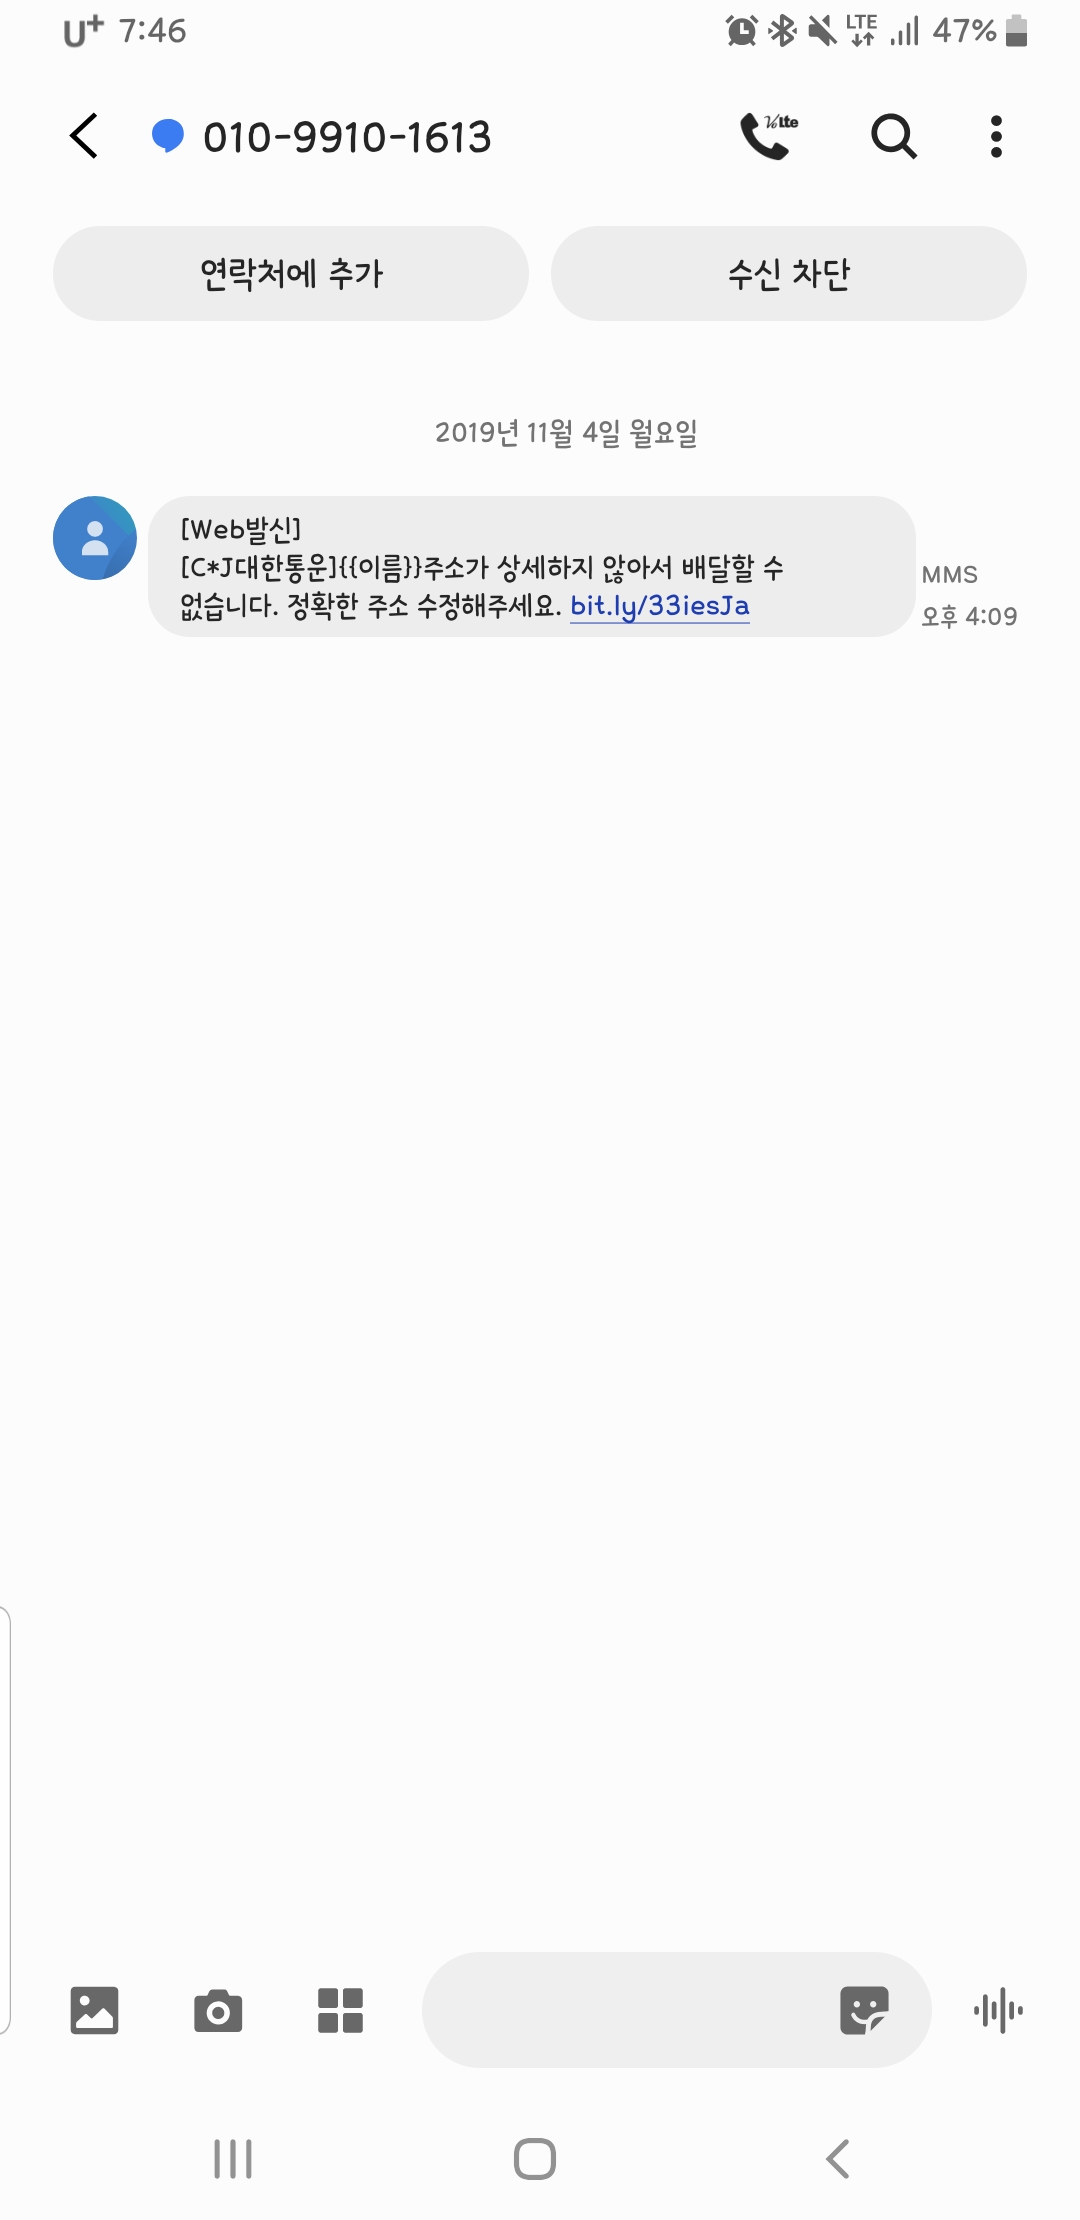 U+ 7:46 LTE 47%
010-9910-1613 VoLte
연락처에 추가 수신 차단
2019년 11월 4일 월요일
[Web발신]
[C*J대한통운]{{이름}}주소가 상세하지 않아서 배달할 수
없습니다. 정확한 주소 수정해주세요. bit.ly/33iesJa
MMS
오후 4:09